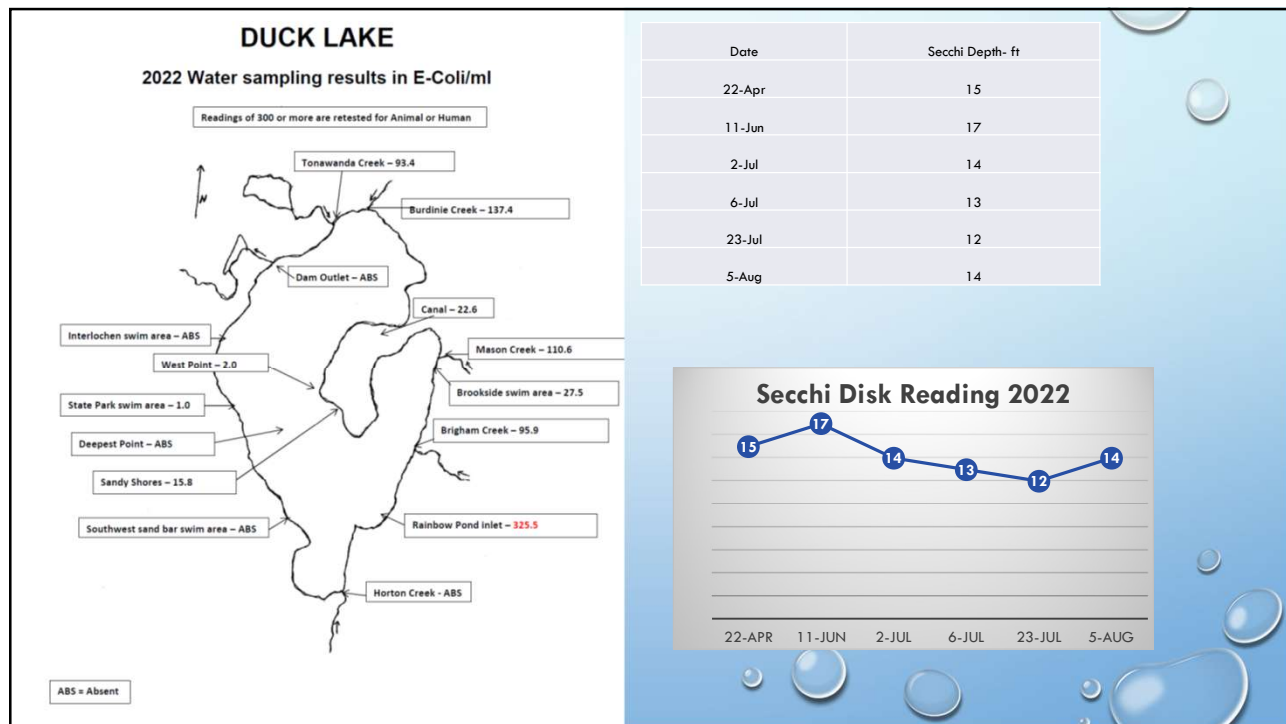 DUCK LAKE
2022 Water sampling results in E-Coli/ml
Readings of 300 or more are retested for Animal or Human
Tonawanda Creek – 93.4
N
Burdinie Creek – 137.4
Dam Outlet – ABS
Canal – 22.6
Interlochen swim area – ABS
Mason Creek – 110.6
West Point – 2.0
Brookside swim area – 27.5
State Park swim area – 1.0
Brigham Creek – 95.9
Deepest Point – ABS
Sandy Shores – 15.8
Southwest sand bar swim area – ABS
Rainbow Pond inlet – 325.5
Horton Creek - ABS
ABS = Absent
Date Secchi Depth- ft
22-Apr 15
11-Jun 17
2-Jul 14
6-Jul 13
23-Jul 12
5-Aug 14
Secchi Disk Reading 2022
15 17 14 13 12 14
22-APR 11-JUN 2-JUL 6-JUL 23-JUL 5-AUG